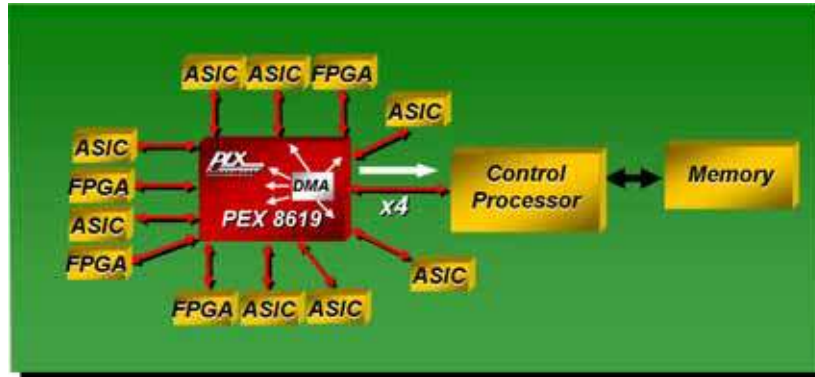 ASIC ASIC FPGA
ASIC
ASIC
FPGA
ASIC
FPGA
PLX
DMA
PEX 8619
x4
Control
Processor
Memory
ASIC
FPGA ASIC ASIC